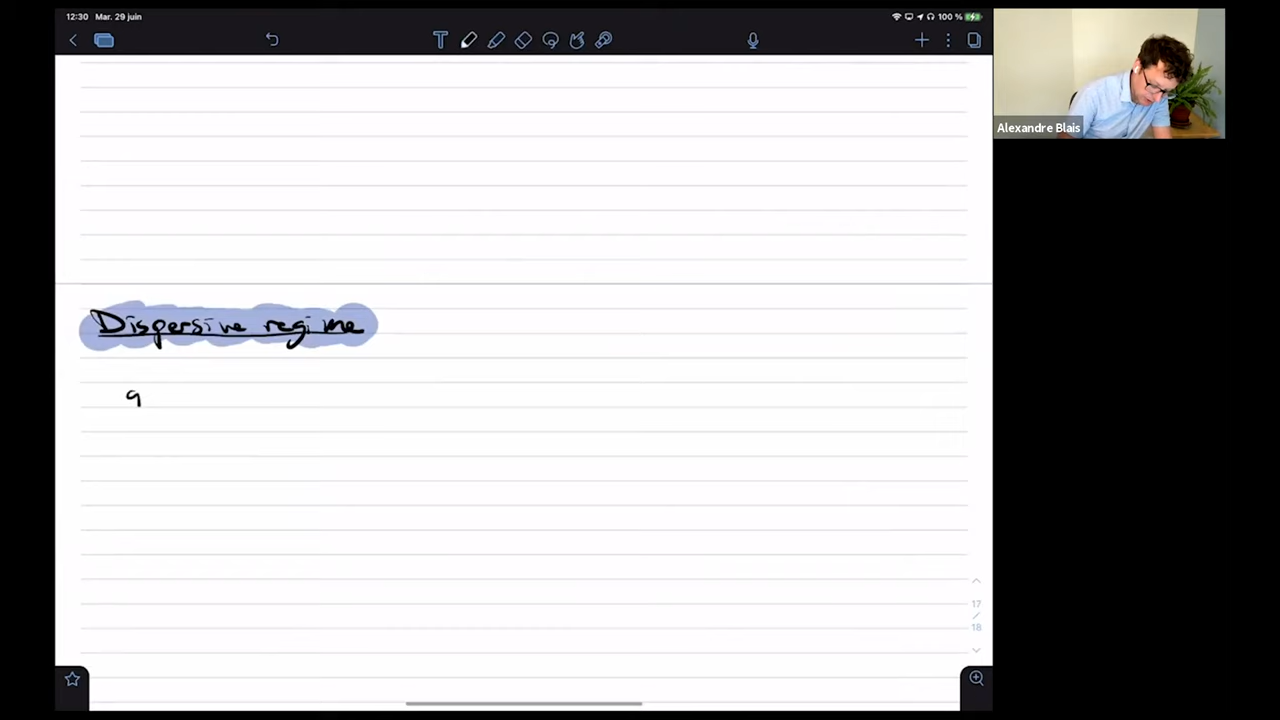 12:30 Mar. 29 juin
100 %
T
Alexandre Blais
Dispersive regime
17
18